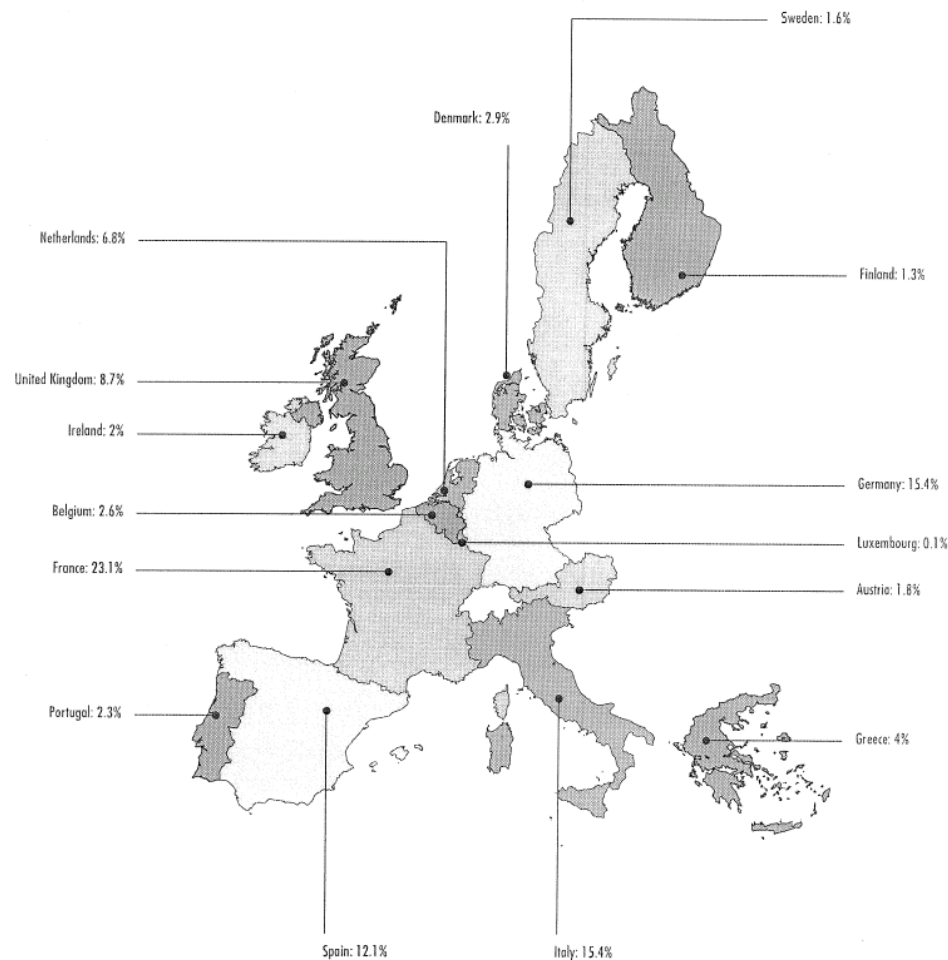 Sweden: 1.6%
Denmark: 2.9%
Netherlands: 6.8%
Finland: 1.3%
United Kingdom: 8.7%
Ireland: 2%
Germany: 15.4%
Belgium: 2.6%
Luxembourg: 0.1%
France: 23.1%
Austria: 1.8%
Portugal: 2.3%
Greece: 4%
Spain: 12.1%
Italy: 15.4%